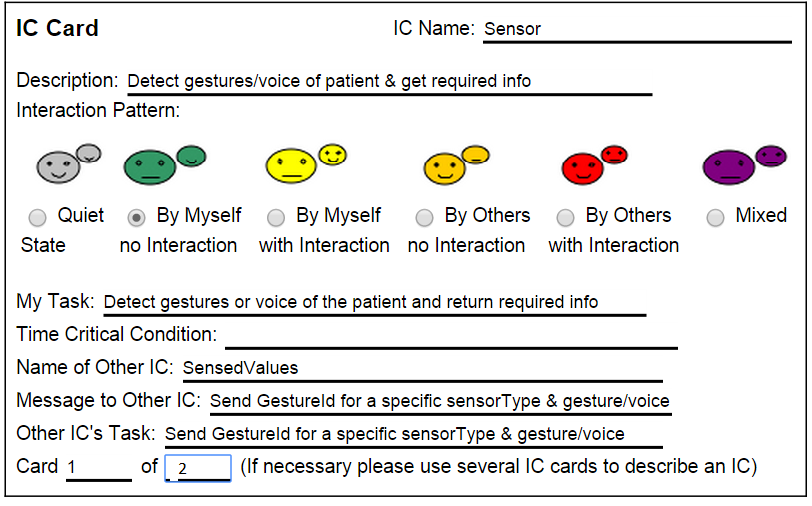 IC Card IC Name: Sensor
Description: Detect gestures/voice of patient & get required info
Interaction Pattern:
Quiet By Myself By Myself By Others By Others Mixed
State no Interaction with Interaction no Interaction with Interaction
My Task: Detect gestures or voice of the patient and return required info
Time Critical Condition:
Name of Other IC: SensedValues
Message to Other IC: Send GestureId for a specific sensorType & gesture/voice
Other IC's Task: Send GestureId for a specific sensorType & gesture/voice
Card 1 of 2 (If necessary please use several IC cards to describe an IC)